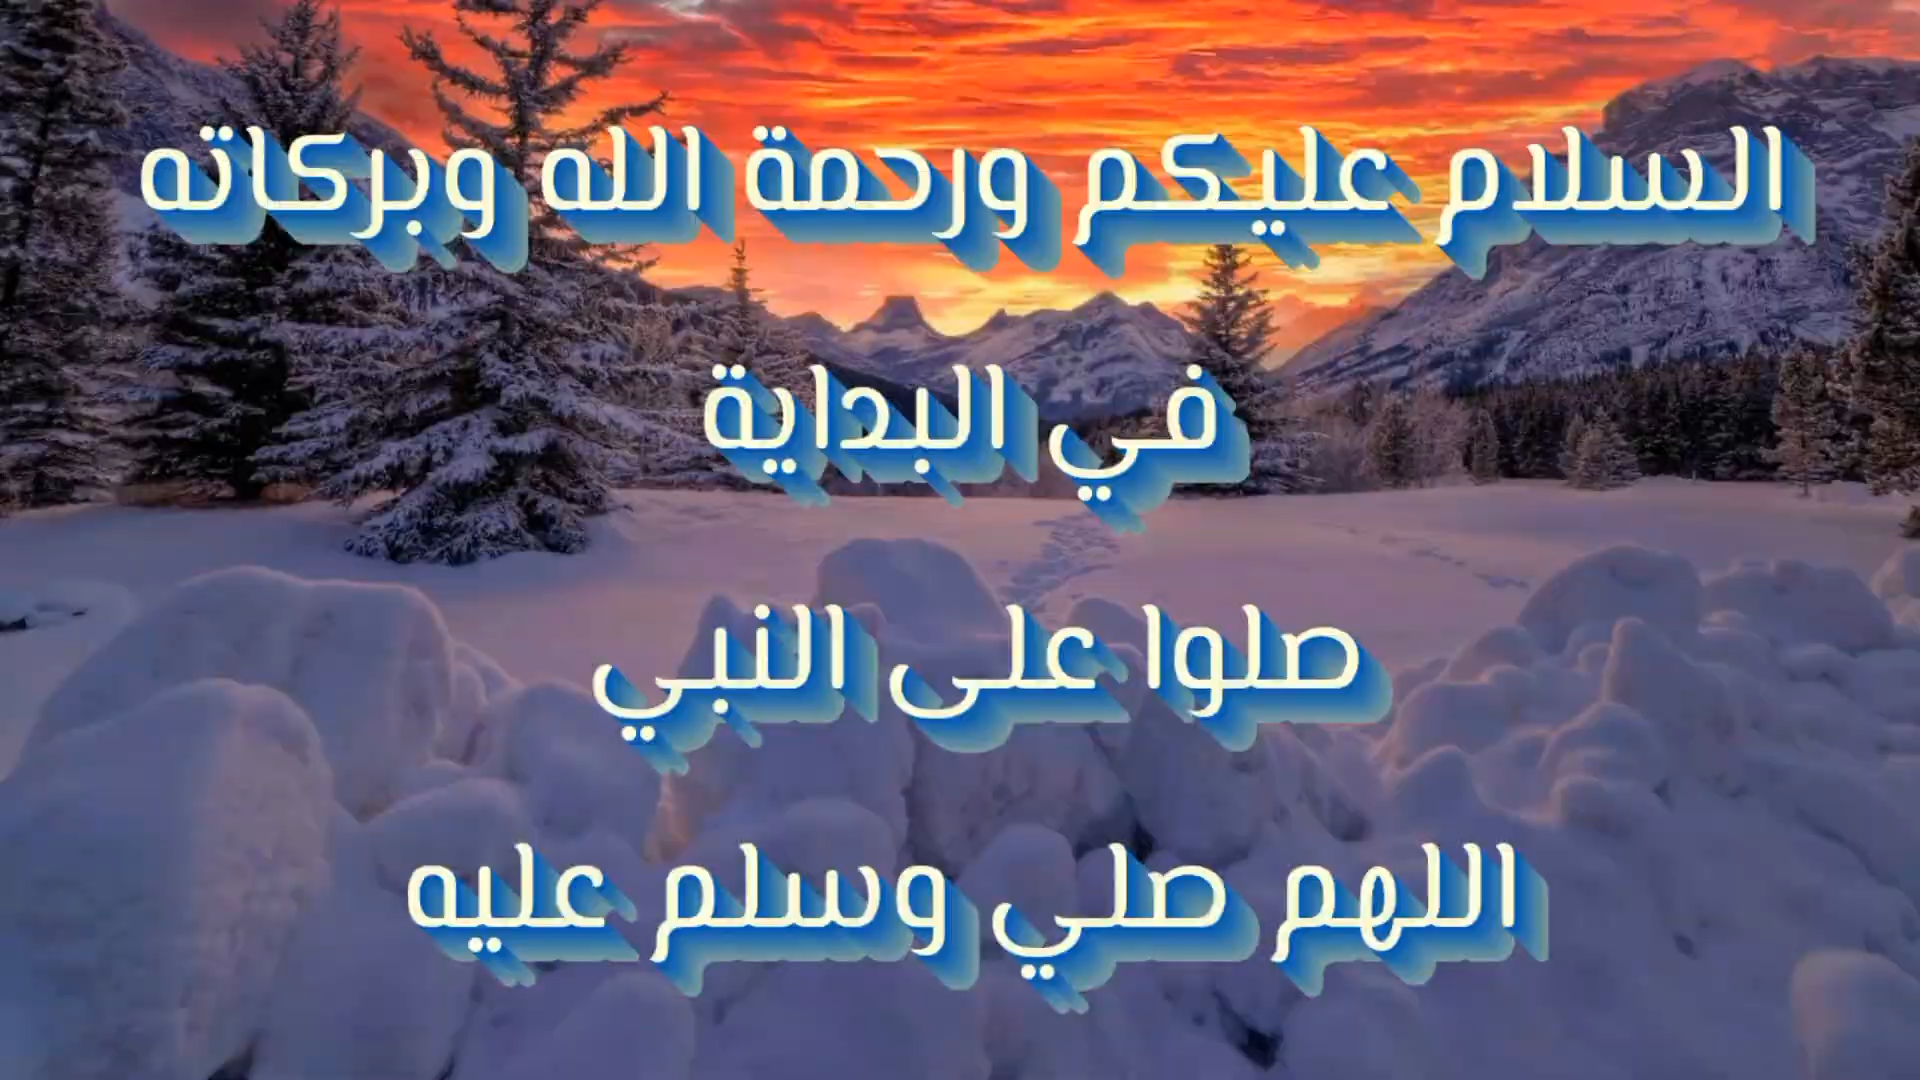 السلام عليكم ورحمة الله وبركاته
في البداية
صلوا على النبي
اللهم صلي وسلم عليه